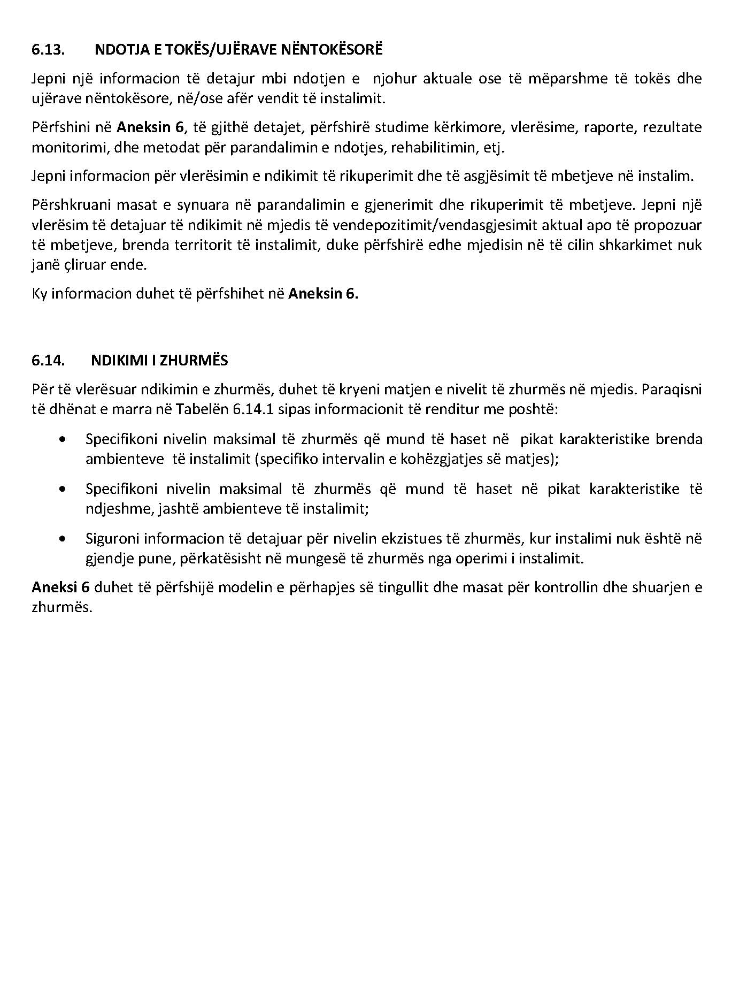 6.13. NDOTJA E TOKËS/UJËRAVE NËNTOKËSORË
Jepni një informacion të detajur mbi ndotjen e njohur aktuale ose të mëparshme të tokës dhe
ujërave nëntokësore, në/ose afër vendit të instalimit.
Përfshini në Aneksin 6, të gjithë detajet, përfshirë studime kërkimore, vlerësime, raporte, rezultate
monitorimi, dhe metodat për parandalimin e ndotjes, rehabilitimin, etj.
Jepni informacion për vlerësimin e ndikimit të rikuperimit dhe të asgjësimit të mbetjeve në instalim.
Përshkruani masat e synuara në parandalimin e gjenerimit dhe rikuperimit të mbetjeve. Jepni një
vlerësim të detajuar të ndikimit në mjedis të vendepozitimit/vendasgjesimit aktual apo të propozuar
të mbetjeve, brenda territorit të instalimit, duke përfshirë edhe mjedisin në të cilin shkarkimet nuk
janë çliruar ende.
Ky informacion duhet të përfshihet në Aneksin 6.
6.14. NDIKIMI I ZHURMËS
Për të vlerësuar ndikimin e zhurmës, duhet të kryeni matjen e nivelit të zhurmës në mjedis. Paraqisni
të dhënat e marra në Tabelën 6.14.1 sipas informacionit të renditur me poshtë:
• Specifikoni nivelin maksimal të zhurmës që mund të haset në pikat karakteristike brenda
ambienteve të instalimit (specifiko intervalin e kohëzgjatjes së matjes);
• Specifikoni nivelin maksimal të zhurmës që mund të haset në pikat karakteristike të
ndjeshme, jashtë ambienteve të instalimit;
• Siguroni informacion të detajuar për nivelin ekzistues të zhurmës, kur instalimi nuk është në
gjendje pune, përkatësisht në mungesë të zhurmës nga operimi i instalimit.
Aneksi 6 duhet të përfshijë modelin e përhapjes së tingullit dhe masat për kontrollin dhe shuarjen e
zhurmës.